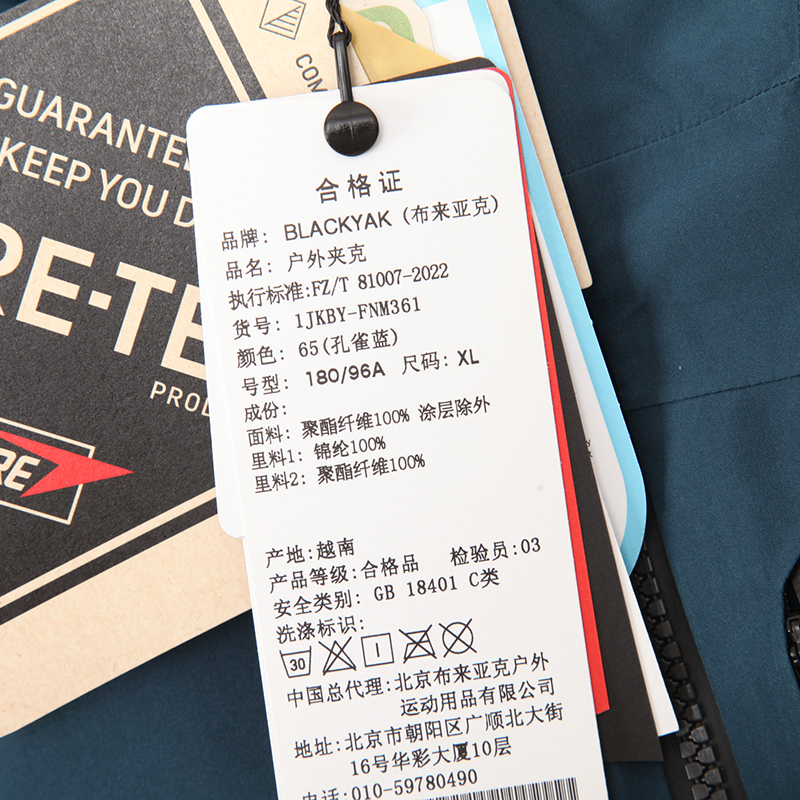 GUARANTE
KEEP YOU D
RE-TE
PROD
RE
COM
合格证
品牌: BLACKYAK (布来亚克)
品名: 户外夹克
执行标准:FZ/T 81007-2022
货号: 1JKBY-FNM361
颜色: 65(孔雀蓝)
号型: 180/96A 尺码: XL
成份:
面料: 聚酯纤维100% 涂层除外
里料1: 锦纶100%
里料2: 聚酯纤维100%
产地:越南
产品等级:合格品 检验员:03
安全类别: GB 18401 C类
洗涤标识:
30
中国总代理:北京布来亚克户外
运动用品有限公司
地址:北京市朝阳区广顺北大街
16号华彩大厦10层
电话:010-59780490